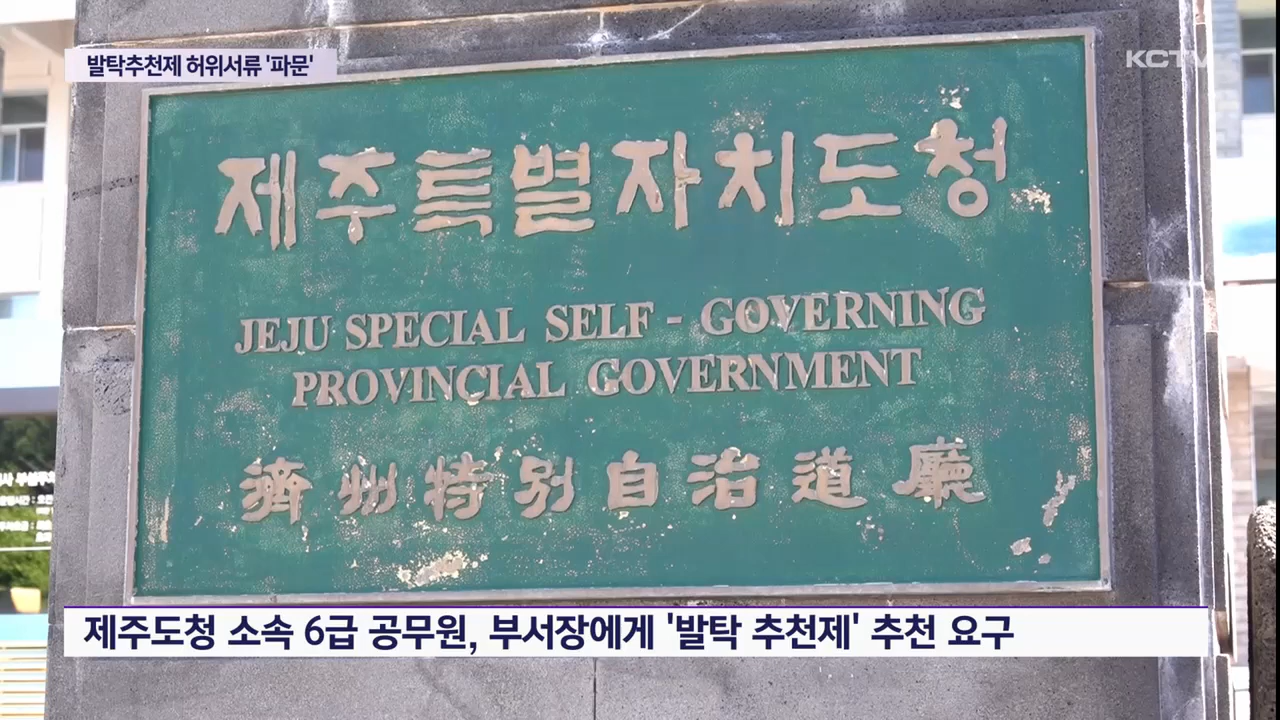 발탁추천제 허위서류 '파문'
KCTV
제주특별자치도청
JEJU SPECIAL SELF - GOVERNING
PROVINCIAL GOVERNMENT
濟州特別自治道廳
제주도청 소속 6급 공무원, 부서장에게 '발탁 추천제' 추천 요구